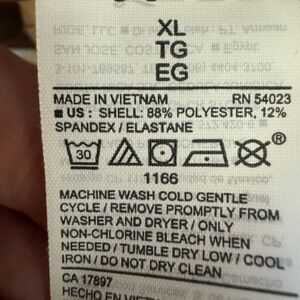 XL
TG
EG
MADE IN VIETNAM RN 54023
■ US : SHELL: 88% POLYESTER, 12%
SPANDEX / ELASTANE
30 ®
1166
MACHINE WASH COLD GENTLE
CYCLE / REMOVE PROMPTLY FROM
WASHER AND DRYER / ONLY
NON-CHLORINE BLEACH WHEN
NEEDED / TUMBLE DRY LOW / COOL
IRON / DO NOT DRY CLEAN
CA 17897
HECHO EN VIETNAM